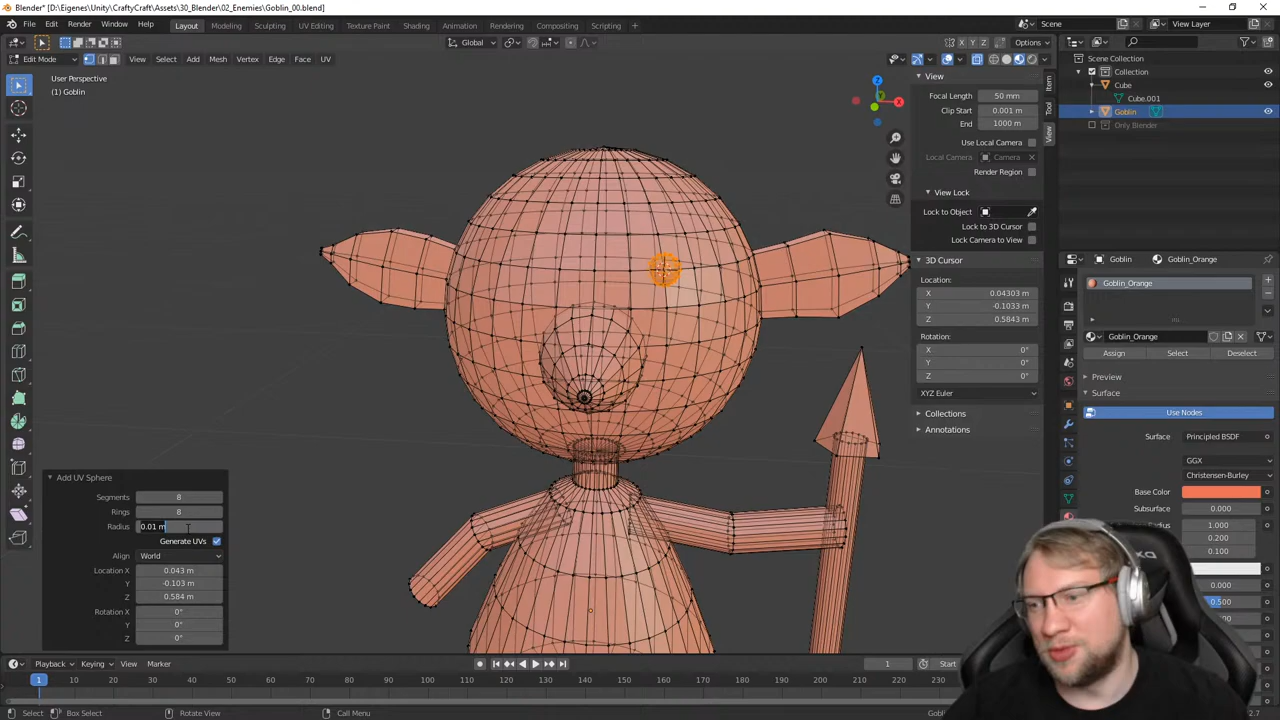 Blender* [D:\Eigenes\Unity\CraftyCraft\Assets\30_Blender\02_Enemies\Goblin_00.blend]
File Edit Render Window Help Layout Modeling Sculpting UV Editing Texture Paint Shading Animation Rendering Compositing Scripting + Scene View Layer
Global X Y Z Options
Edit Mode View Select Add Mesh Vertex Edge Face UV
User Perspective
(1) Goblin
X
Z
View
Focal Length 50 mm
Clip Start 0.001 m
End 1000 m
Use Local Camera
Local Camera Camera
Render Region
View Lock
Lock to Object
Lock to 3D Cursor
Lock Camera to View
3D Cursor
Location:
X 0.04303 m
Y -0.1033 m
Z 0.5843 m
Rotation:
X 0°
Y 0°
Z 0°
XYZ Euler
Collections
Annotations
Item
Tool
View
Scene Collection
Collection
Cube
Cube.001
Goblin
Only Blender
Goblin Goblin_Orange
Goblin_Orange
Goblin_Orange
Assign Select Deselect
Preview
Surface
Use Nodes
Surface Principled BSDF
GGX
Christensen-Burley
Base Color
Subsurface 0.000
Radius 1.000
0.200
0.100
0.000
0.500
Add UV Sphere
Segments 8
Rings 8
Radius 0.01 m
Generate UVs
Align World
Location X 0.043 m
Y -0.103 m
Z 0.584 m
Rotation X 0°
Y 0°
Z 0°
Playback Keying View Marker 1 Start
1 10 20 30 40 50 60 70 80 90 100 110 120 130 140 150 160 170 180 190 200 210 220 230
Select Box Select Rotate View Call Menu 2.7